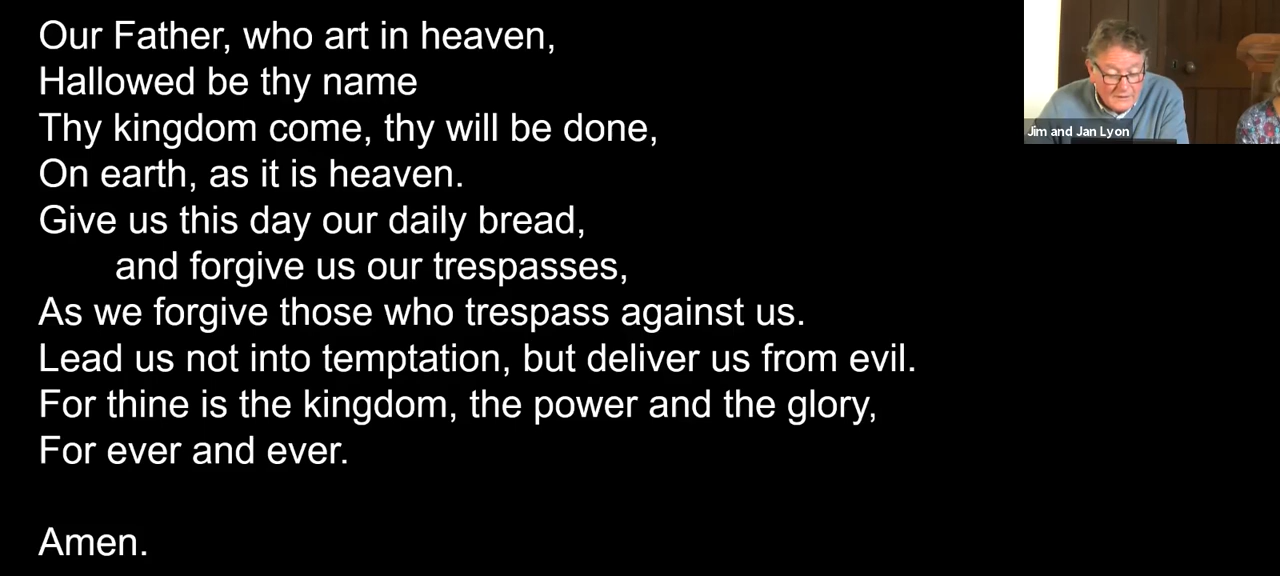 Our Father, who art in heaven,
Hallowed be thy name
Thy kingdom come, thy will be done,
On earth, as it is heaven.
Give us this day our daily bread,
and forgive us our trespasses,
As we forgive those who trespass against us.
Lead us not into temptation, but deliver us from evil.
For thine is the kingdom, the power and the glory,
For ever and ever.
Amen.
Jim and Jan Lyon